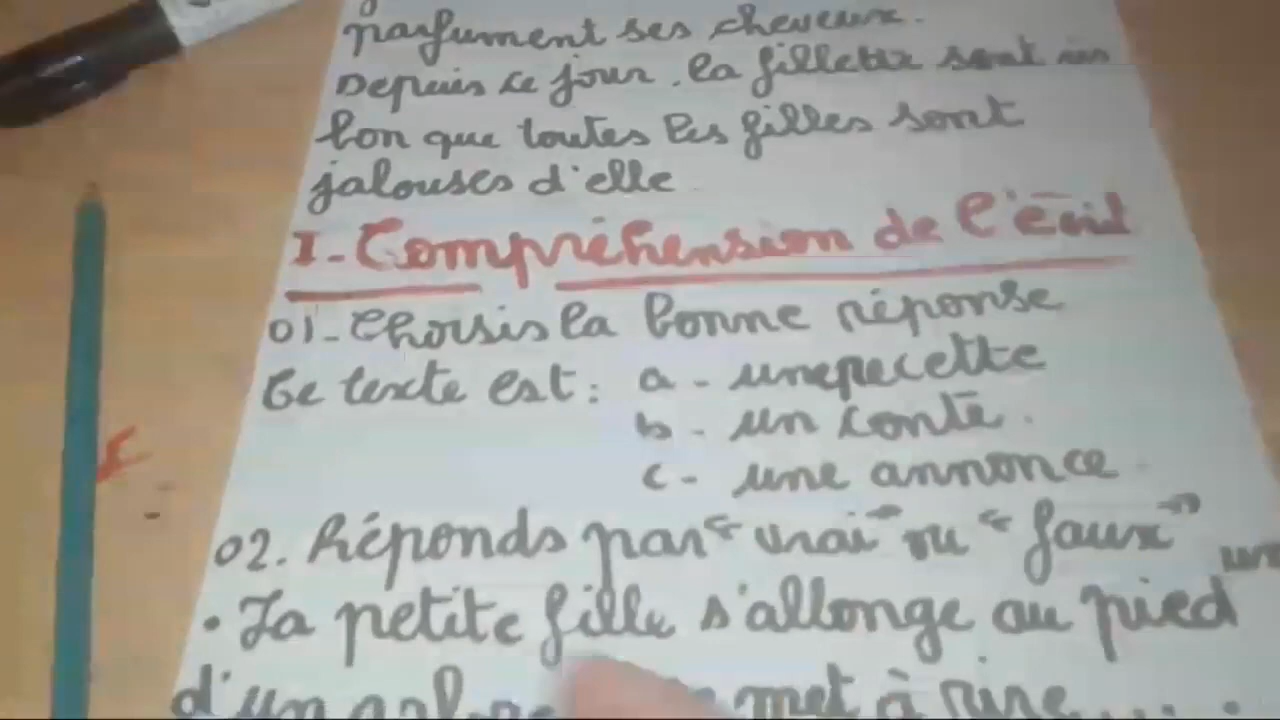 parfument ses cheveux.
Depuis ce jour. la fillette sent si
bon que toutes les filles sont
jalouses d'elle
I - Compréhension de l'écrit
01 - Choisis la bonne réponse
Ce texte est : a - une recette
b - un conte.
c - une annonce
02. Réponds par "vrai" ou "faux"
• La petite fille s'allonge au pied
d'un met à rire....